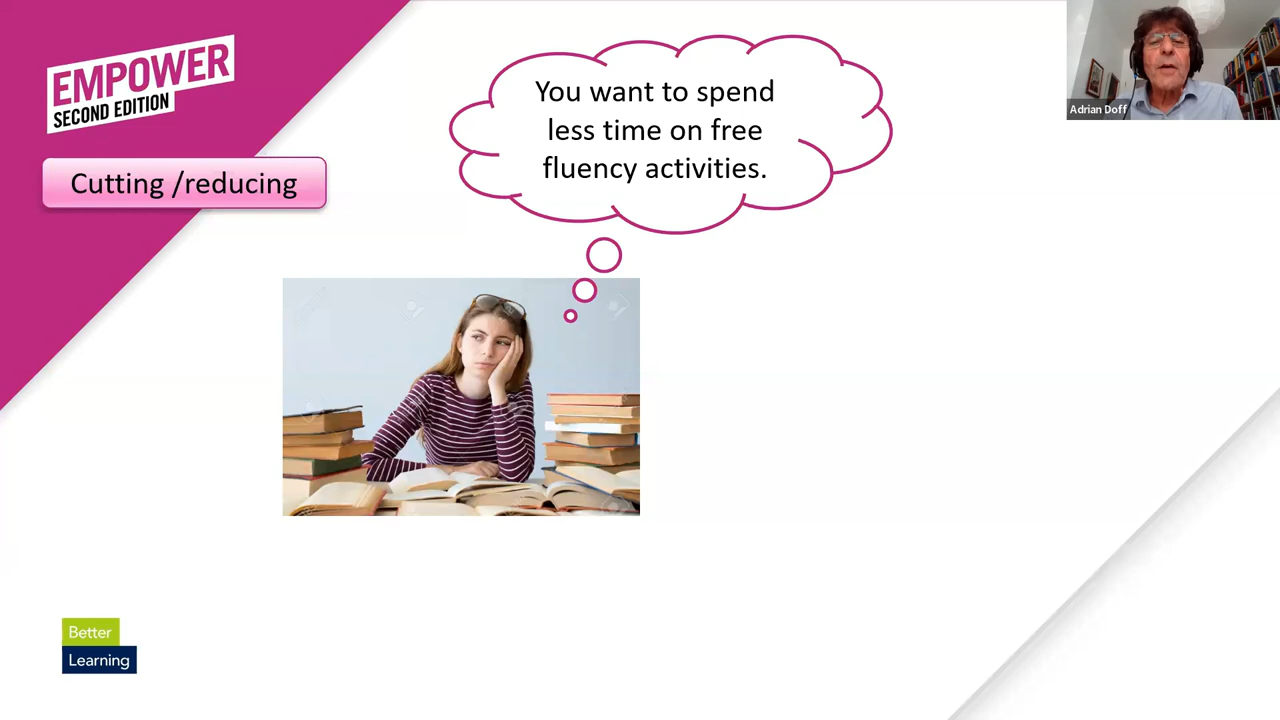 EMPOWER
SECOND EDITION
Cutting /reducing
You want to spend
less time on free
fluency activities.
Adrian Doff
Better
Learning